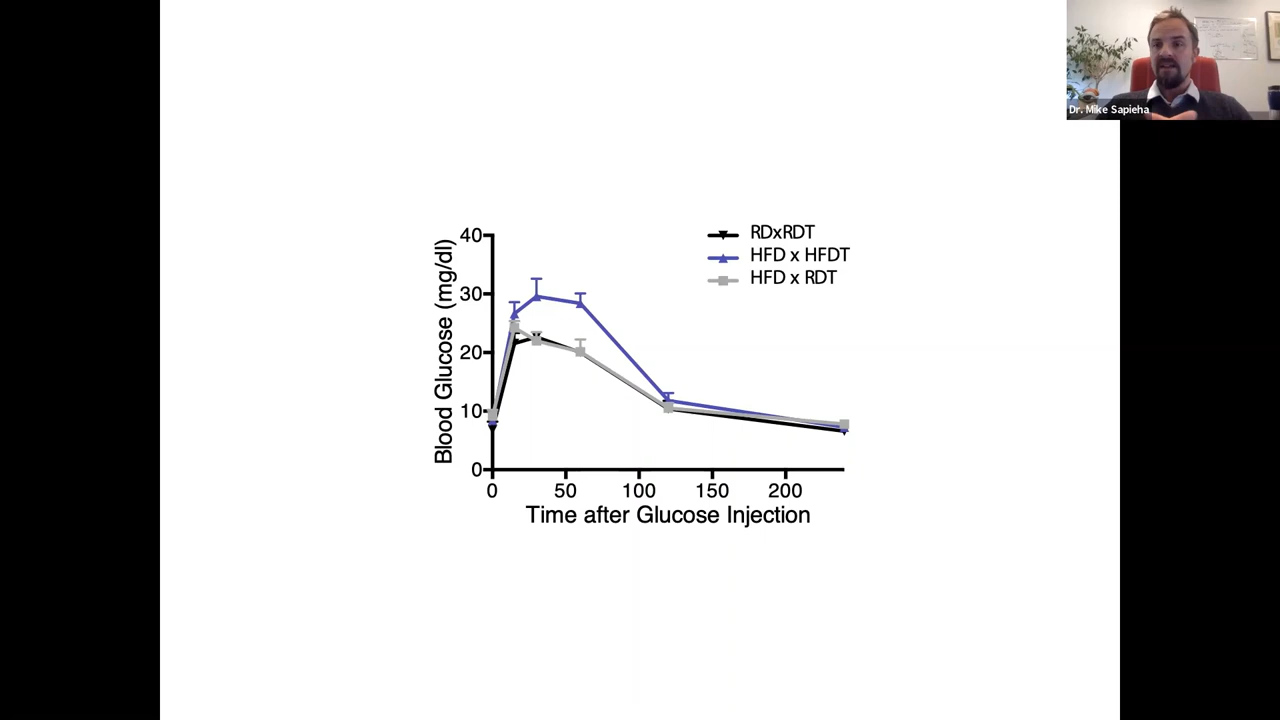 Dr. Mike Sapieha
RDxRDT
HFD x HFDT
HFD x RDT
Blood Glucose (mg/dl)
40
30
20
10
0
0 50 100 150 200
Time after Glucose Injection